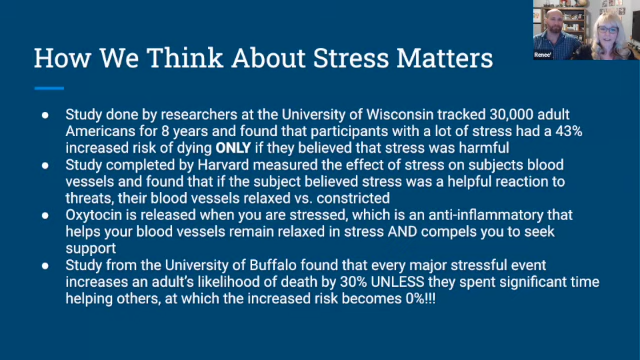 Renee'
How We Think About Stress Matters
● Study done by researchers at the University of Wisconsin tracked 30,000 adult
Americans for 8 years and found that participants with a lot of stress had a 43%
increased risk of dying ONLY if they believed that stress was harmful
● Study completed by Harvard measured the effect of stress on subjects blood
vessels and found that if the subject believed stress was a helpful reaction to
threats, their blood vessels relaxed vs. constricted
● Oxytocin is released when you are stressed, which is an anti-inflammatory that
helps your blood vessels remain relaxed in stress AND compels you to seek
support
● Study from the University of Buffalo found that every major stressful event
increases an adult's likelihood of death by 30% UNLESS they spent significant time
helping others, at which the increased risk becomes 0%!!!